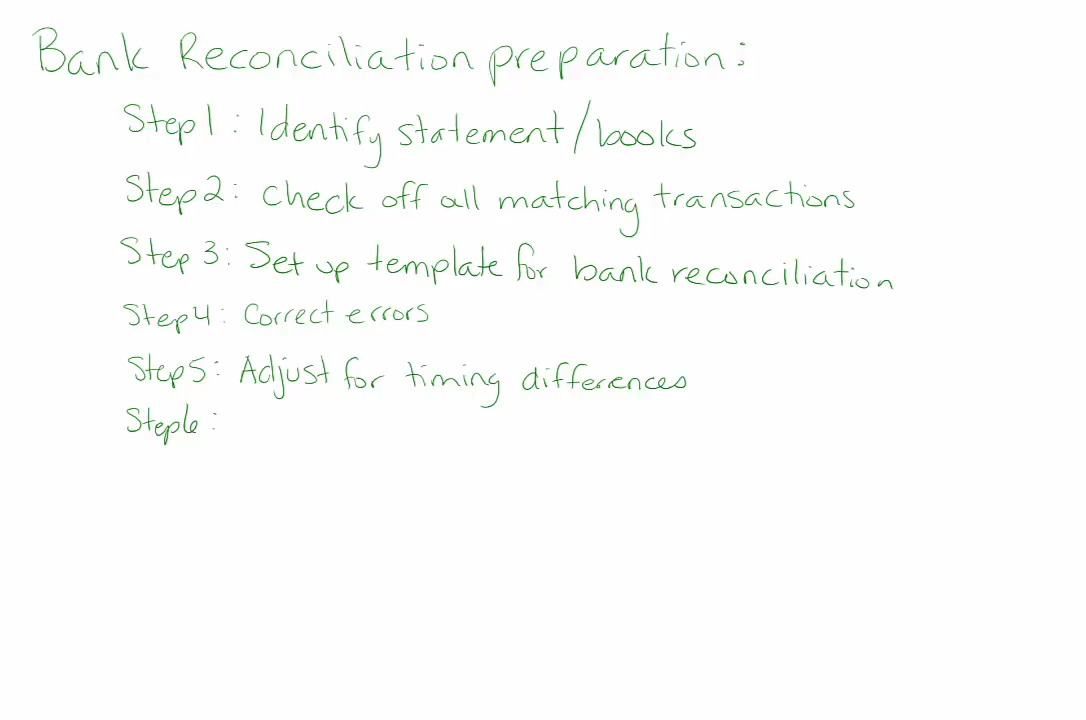 Bank Reconciliation preparation:
Step 1: Identify statement/books
Step 2: Check off all matching transactions
Step 3: Set up template for bank reconciliation
Step 4: Correct errors
Step 5: Adjust for timing differences
Step 6: